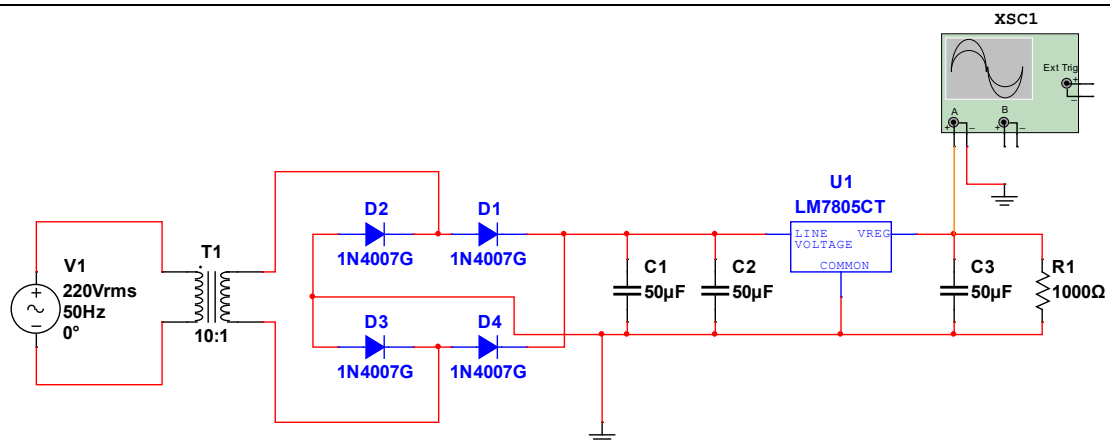 XSC1
Ext Trig
+
_
A
B
+ _ + _
U1
LM7805CT
LINE VREG
VOLTAGE
COMMON
D2
1N4007G
D1
1N4007G
T1
10:1
V1
220Vrms
50Hz
0°
C1
50µF
C2
50µF
C3
50µF
R1
1000Ω
D3
1N4007G
D4
1N4007G